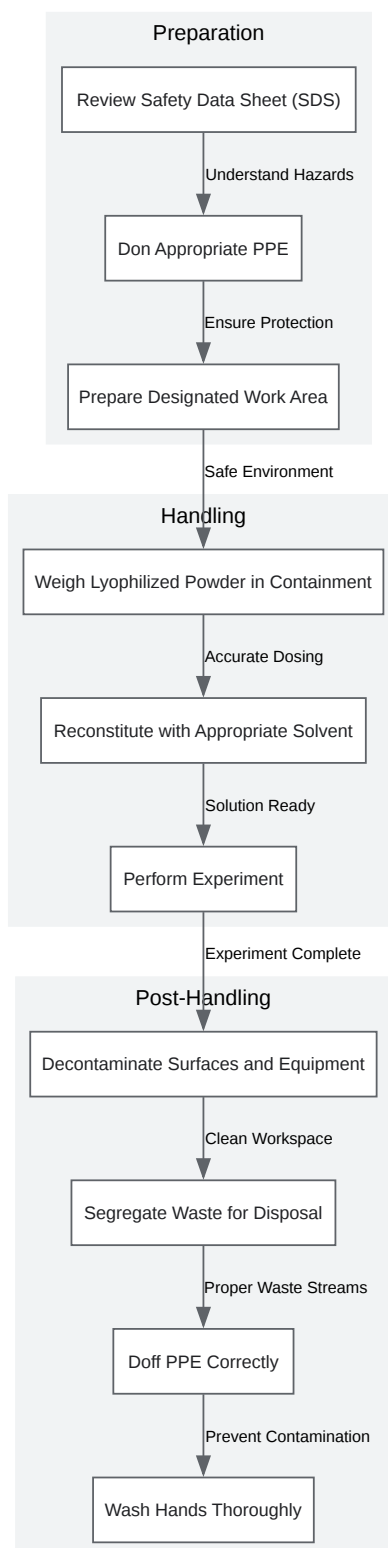 Preparation
Review Safety Data Sheet (SDS)
Understand Hazards
Don Appropriate PPE
Ensure Protection
Prepare Designated Work Area
Safe Environment
Handling
Weigh Lyophilized Powder in Containment
Accurate Dosing
Reconstitute with Appropriate Solvent
Solution Ready
Perform Experiment
Experiment Complete
Post-Handling
Decontaminate Surfaces and Equipment
Clean Workspace
Segregate Waste for Disposal
Proper Waste Streams
Doff PPE Correctly
Prevent Contamination
Wash Hands Thoroughly